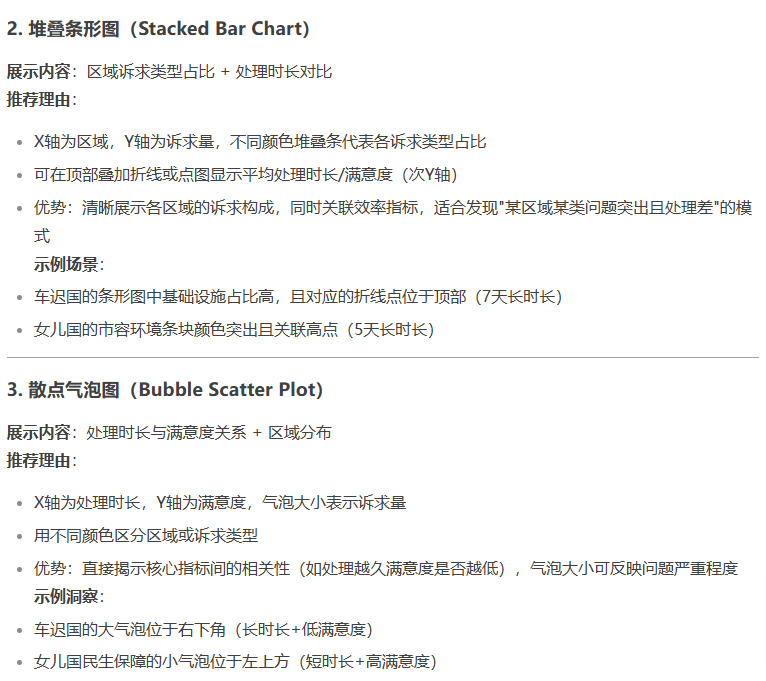 2. 堆叠条形图（Stacked Bar Chart）
展示内容：区域诉求类型占比 + 处理时长对比
推荐理由：
X轴为区域，Y轴为诉求量，不同颜色堆叠条代表各诉求类型占比
可在顶部叠加折线或点图显示平均处理时长/满意度（次Y轴）
优势：清晰展示各区域的诉求构成，同时关联效率指标，适合发现"某区域某类问题突出且处理差"的模
式
示例场景：
车迟国的条形图中基础设施占比高，且对应的折线点位于顶部（7天长时长）
女儿国的市容环境条块颜色突出且关联高点（5天长时长）
3. 散点气泡图（Bubble Scatter Plot）
展示内容：处理时长与满意度关系 + 区域分布
推荐理由：
X轴为处理时长，Y轴为满意度，气泡大小表示诉求量
用不同颜色区分区域或诉求类型
优势：直接揭示核心指标间的相关性（如处理越久满意度是否越低），气泡大小可反映问题严重程度
示例洞察：
车迟国的大气泡位于右下角（长时长+低满意度）
女儿国民生保障的小气泡位于左上方（短时长+高满意度）